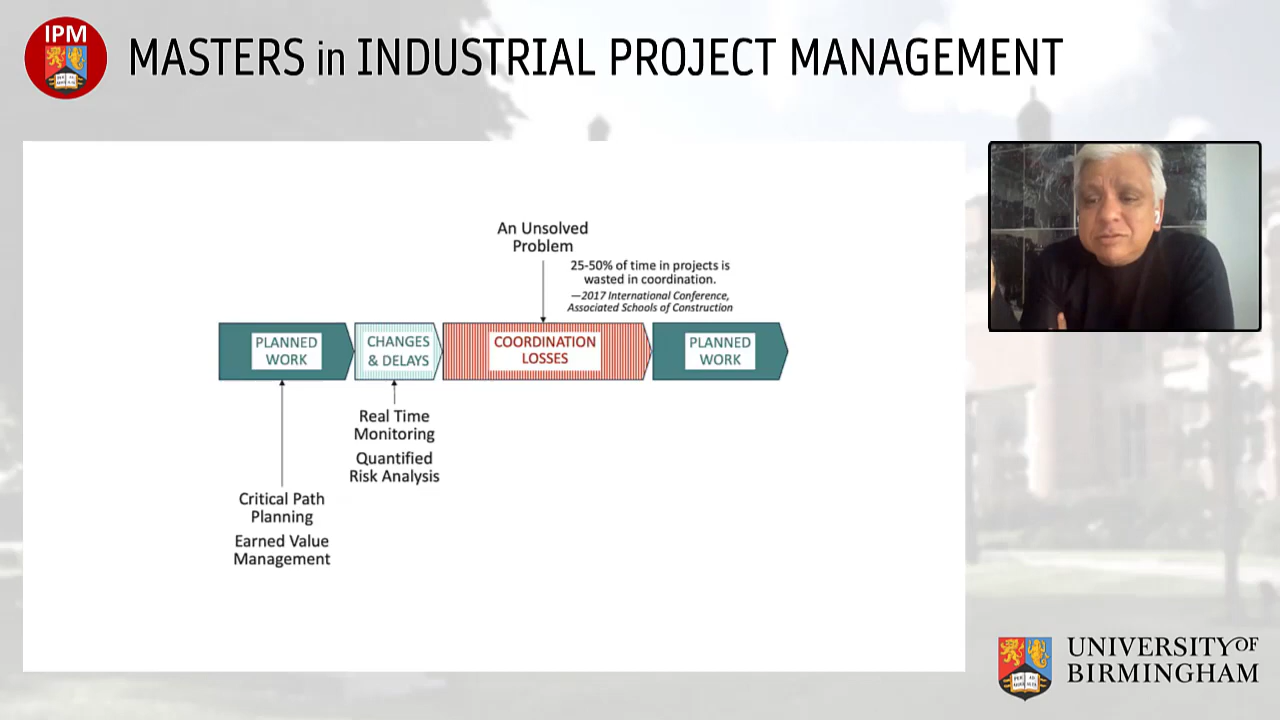 IPM
MASTERS in INDUSTRIAL PROJECT MANAGEMENT
An Unsolved
Problem
25-50% of time in projects is
wasted in coordination.
—2017 International Conference,
Associated Schools of Construction
PLANNED
WORK
CHANGES
& DELAYS
COORDINATION
LOSSES
PLANNED
WORK
Real Time
Monitoring
Quantified
Risk Analysis
Critical Path
Planning
Earned Value
Management
UNIVERSITY OF
BIRMINGHAM